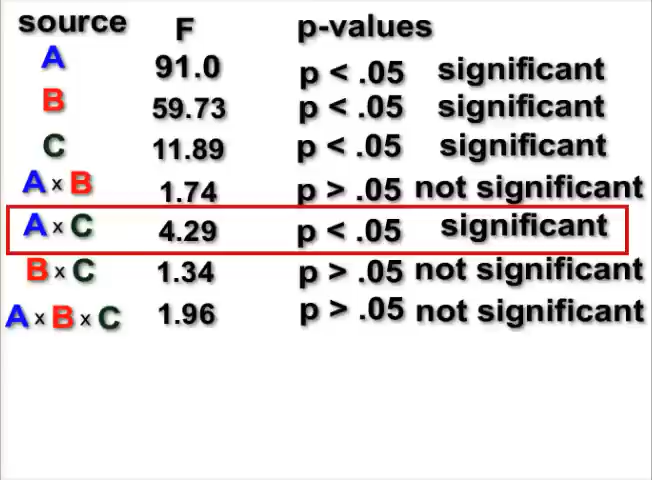 source F p-values
A 91.0 p < .05 significant
B 59.73 p < .05 significant
C 11.89 p < .05 significant
A x B 1.74 p > .05 not significant
A x C 4.29 p < .05 significant
B x C 1.34 p > .05 not significant
A x B x C 1.96 p > .05 not significant